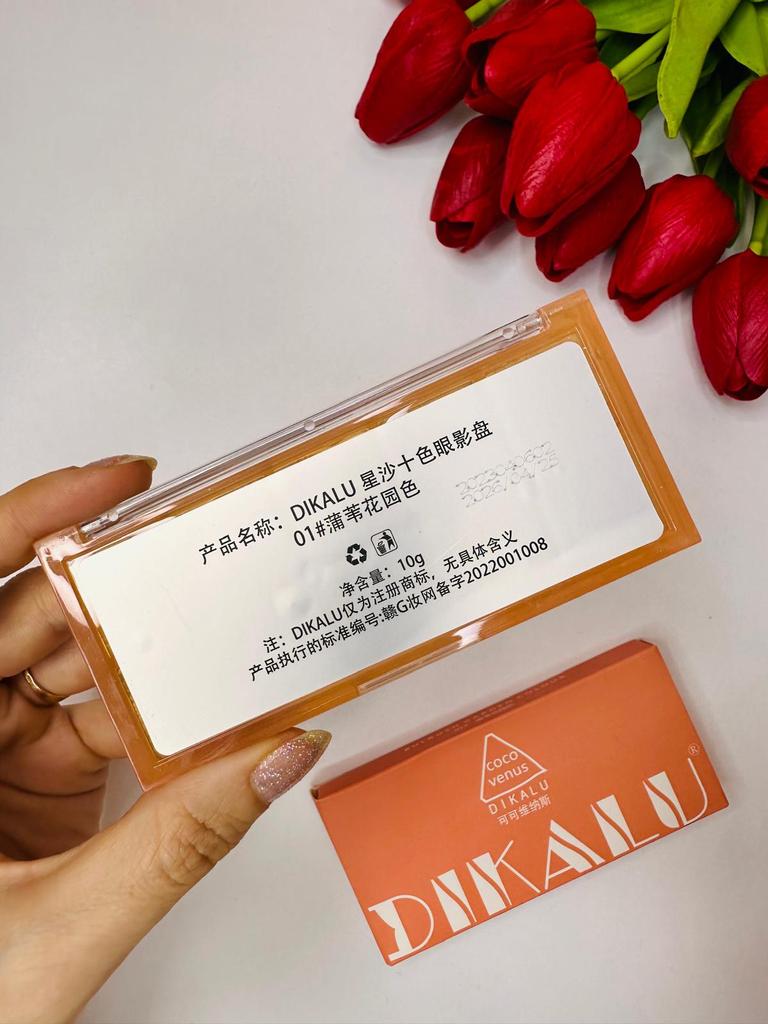 产品名称：DIKALU 星沙十色眼影盘
01#蒲苇花园色
2026/04/25
净含量：10g
注：DIKALU仅为注册商标，无具体含义
产品执行的标准编号:赣G妆网备字2022001008
coco
venus
DIKALU
可可维纳斯
DIKALU®